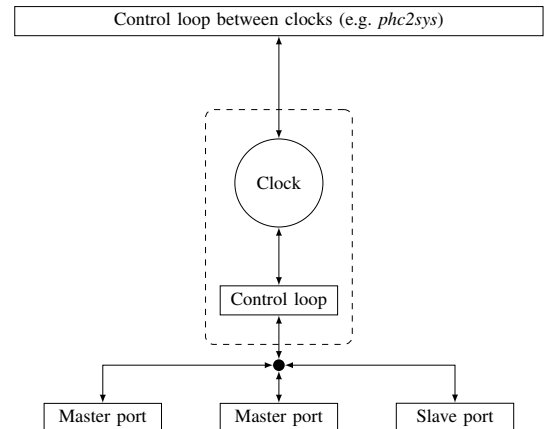 Control loop between clocks (e.g. phc2sys)
Clock
Control loop
Master port
Master port
Slave port